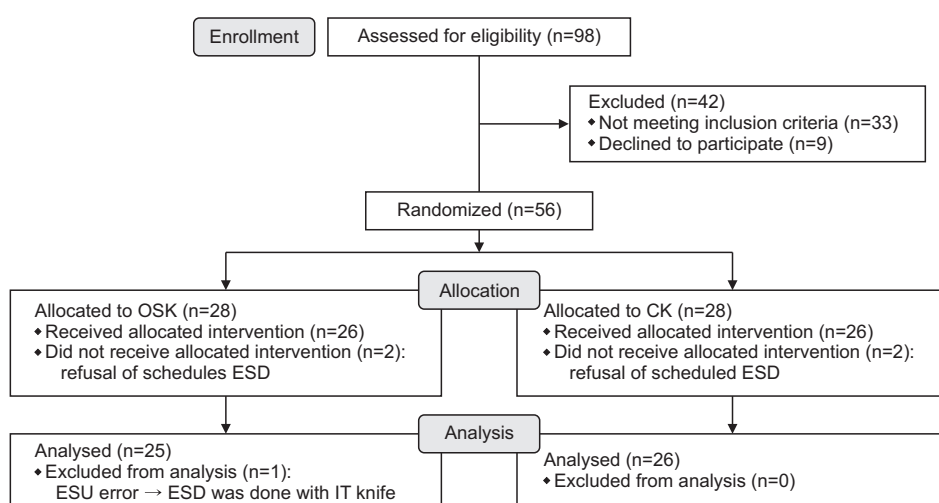 Enrollment
Assessed for eligibility (n=98)
Excluded (n=42)
◆ Not meeting inclusion criteria (n=33)
◆ Declined to participate (n=9)
Randomized (n=56)
Allocation
Allocated to OSK (n=28)
◆ Received allocated intervention (n=26)
◆ Did not receive allocated intervention (n=2):
refusal of schedules ESD
Allocated to CK (n=28)
◆ Received allocated intervention (n=26)
◆ Did not receive allocated intervention (n=2):
refusal of scheduled ESD
Analysis
Analysed (n=25)
◆ Excluded from analysis (n=1):
ESU error → ESD was done with IT knife
Analysed (n=26)
◆ Excluded from analysis (n=0)